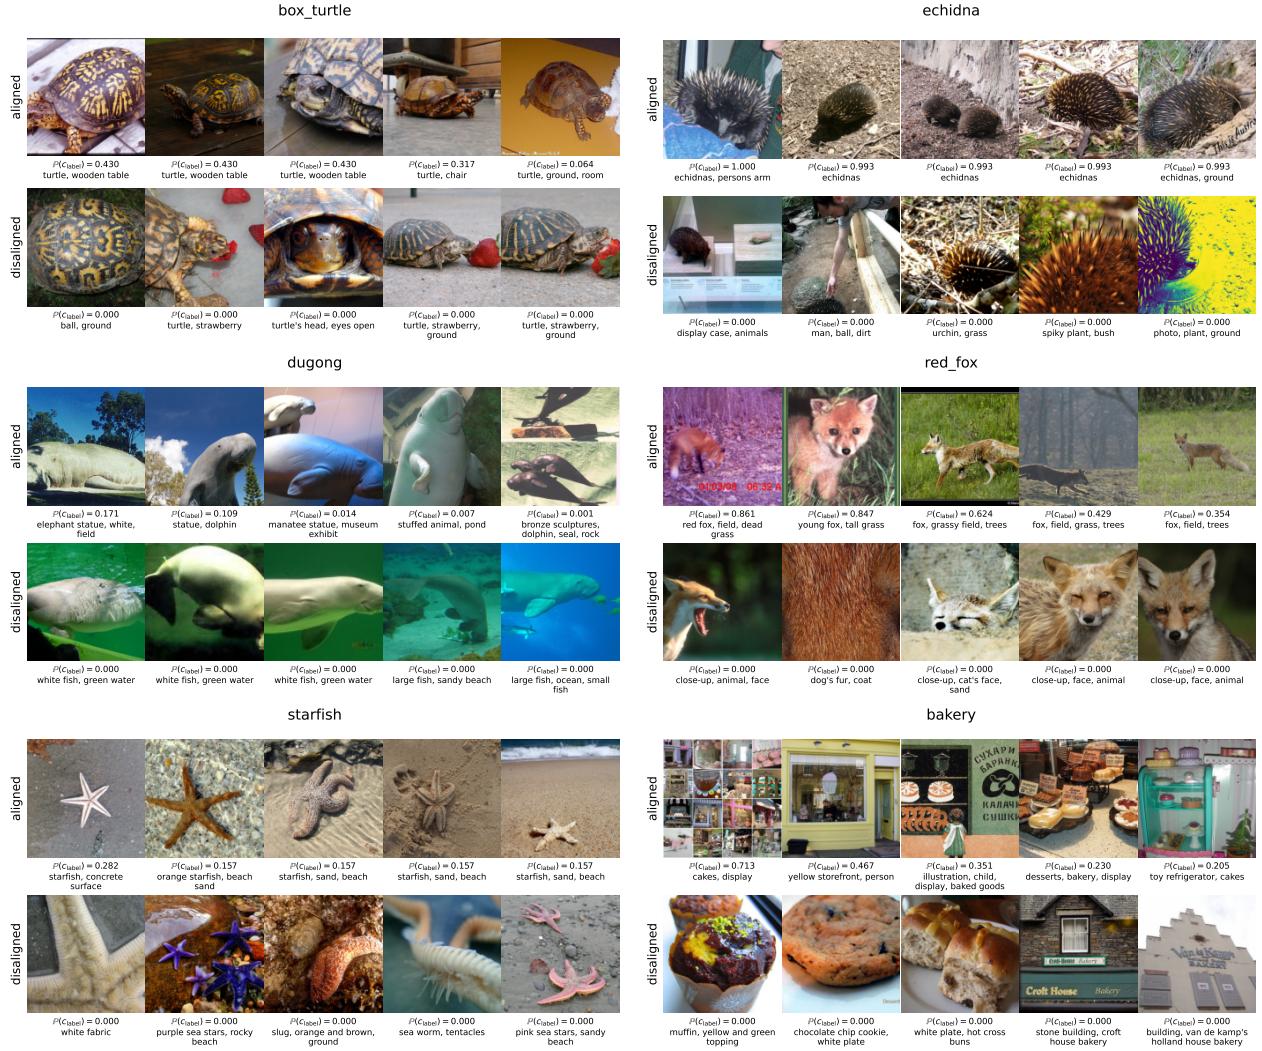 box_turtle
aligned
ℙ(c_label) = 0.430
turtle, wooden table
ℙ(c_label) = 0.430
turtle, wooden table
ℙ(c_label) = 0.430
turtle, wooden table
ℙ(c_label) = 0.317
turtle, chair
ℙ(c_label) = 0.064
turtle, ground, room
disaligned
ℙ(c_label) = 0.000
ball, ground
ℙ(c_label) = 0.000
turtle, strawberry
ℙ(c_label) = 0.000
turtle's head, eyes open
ℙ(c_label) = 0.000
turtle, strawberry,
ground
ℙ(c_label) = 0.000
turtle, strawberry,
ground
echidna
aligned
ℙ(c_label) = 1.000
echidnas, persons arm
ℙ(c_label) = 0.993
echidnas
ℙ(c_label) = 0.993
echidnas
ℙ(c_label) = 0.993
echidnas
ℙ(c_label) = 0.993
echidnas, ground
disaligned
ℙ(c_label) = 0.000
display case, animals
ℙ(c_label) = 0.000
man, ball, dirt
ℙ(c_label) = 0.000
urchin, grass
ℙ(c_label) = 0.000
spiky plant, bush
ℙ(c_label) = 0.000
photo, plant, ground
dugong
aligned
ℙ(c_label) = 0.171
elephant statue, white,
field
ℙ(c_label) = 0.109
statue, dolphin
ℙ(c_label) = 0.014
manatee statue, museum
exhibit
ℙ(c_label) = 0.007
stuffed animal, pond
ℙ(c_label) = 0.001
bronze sculptures,
dolphin, seal, rock
disaligned
ℙ(c_label) = 0.000
white fish, green water
ℙ(c_label) = 0.000
white fish, green water
ℙ(c_label) = 0.000
white fish, green water
ℙ(c_label) = 0.000
large fish, sandy beach
ℙ(c_label) = 0.000
large fish, ocean, small
fish
red_fox
aligned
01/03/08 06:32 A
ℙ(c_label) = 0.861
red fox, field, dead
grass
ℙ(c_label) = 0.847
young fox, tall grass
ℙ(c_label) = 0.624
fox, grassy field, trees
ℙ(c_label) = 0.429
fox, field, grass, trees
ℙ(c_label) = 0.354
fox, field, trees
disaligned
ℙ(c_label) = 0.000
close-up, animal, face
ℙ(c_label) = 0.000
dog's fur, coat
ℙ(c_label) = 0.000
close-up, cat's face,
sand
ℙ(c_label) = 0.000
close-up, face, animal
ℙ(c_label) = 0.000
close-up, face, animal
starfish
aligned
ℙ(c_label) = 0.282
starfish, concrete
surface
ℙ(c_label) = 0.157
orange starfish, beach
sand
ℙ(c_label) = 0.157
starfish, sand, beach
ℙ(c_label) = 0.157
starfish, sand, beach
ℙ(c_label) = 0.157
starfish, sand, beach
disaligned
ℙ(c_label) = 0.000
white fabric
ℙ(c_label) = 0.000
purple sea stars, rocky
beach
ℙ(c_label) = 0.000
slug, orange and brown,
ground
ℙ(c_label) = 0.000
sea worm, tentacles
ℙ(c_label) = 0.000
pink sea stars, sandy
beach
bakery
aligned
СУХАРИ
БАРАНКИ
КАЛАЧИ
СУШКИ
ℙ(c_label) = 0.713
cakes, display
ℙ(c_label) = 0.467
yellow storefront, person
ℙ(c_label) = 0.351
illustration, child,
display, baked goods
ℙ(c_label) = 0.230
desserts, bakery, display
ℙ(c_label) = 0.205
toy refrigerator, cakes
disaligned
Croft House Bakery
Croft House Bakery
Van de Kamp's
BAKERY
ℙ(c_label) = 0.000
muffin, yellow and green
topping
ℙ(c_label) = 0.000
chocolate chip cookie,
white plate
ℙ(c_label) = 0.000
white plate, hot cross
buns
ℙ(c_label) = 0.000
stone building, croft
house bakery
ℙ(c_label) = 0.000
building, van de kamp's
holland house bakery